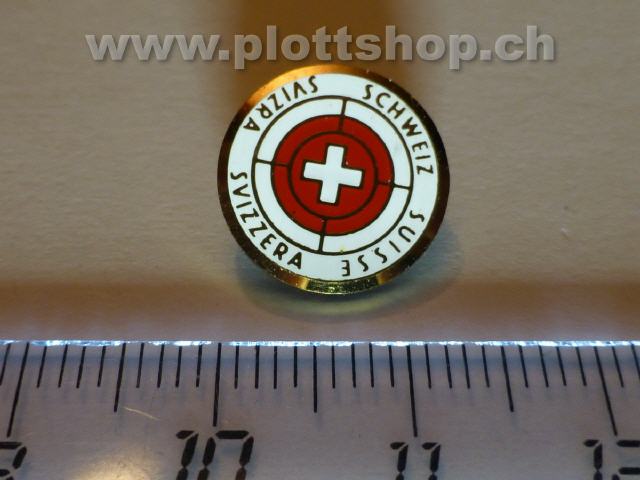 www.plottshop.ch
SVIZRA SCHWEIZ
SVIZZERA SUISSE
10 11